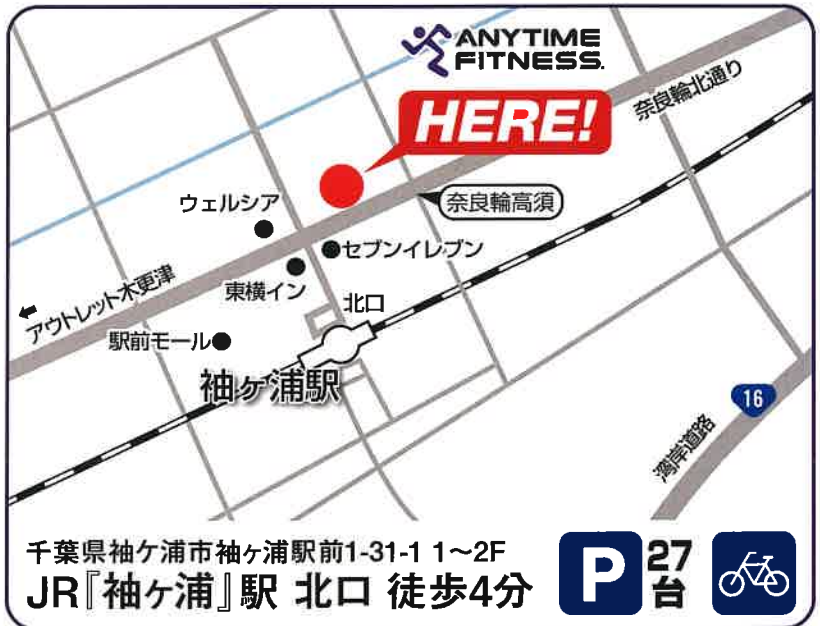 ANYTIME
FITNESS.
HERE!
奈良輪北通り
奈良輪高須
ウェルシア
セブンイレブン
東横イン
アウトレット木更津
北口
駅前モール
袖ヶ浦駅
16
湾岸道路
千葉県袖ケ浦市袖ヶ浦駅前1-31-1 1〜2F
JR『袖ヶ浦』駅 北口 徒歩4分
P
27
台